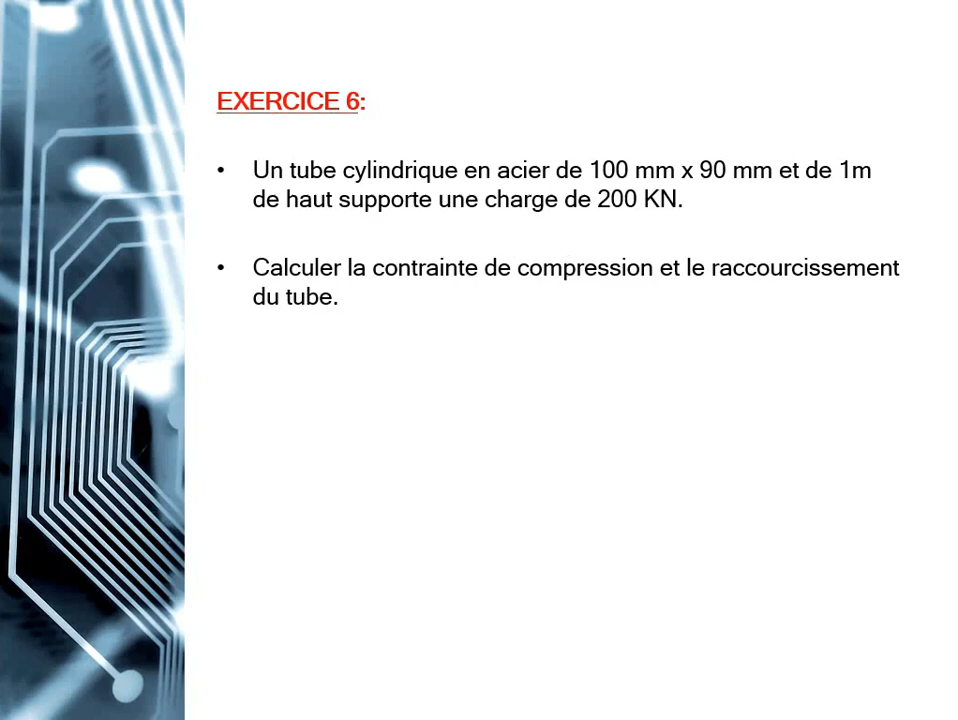 EXERCICE 6:
• Un tube cylindrique en acier de 100 mm x 90 mm et de 1m
de haut supporte une charge de 200 KN.
• Calculer la contrainte de compression et le raccourcissement
du tube.